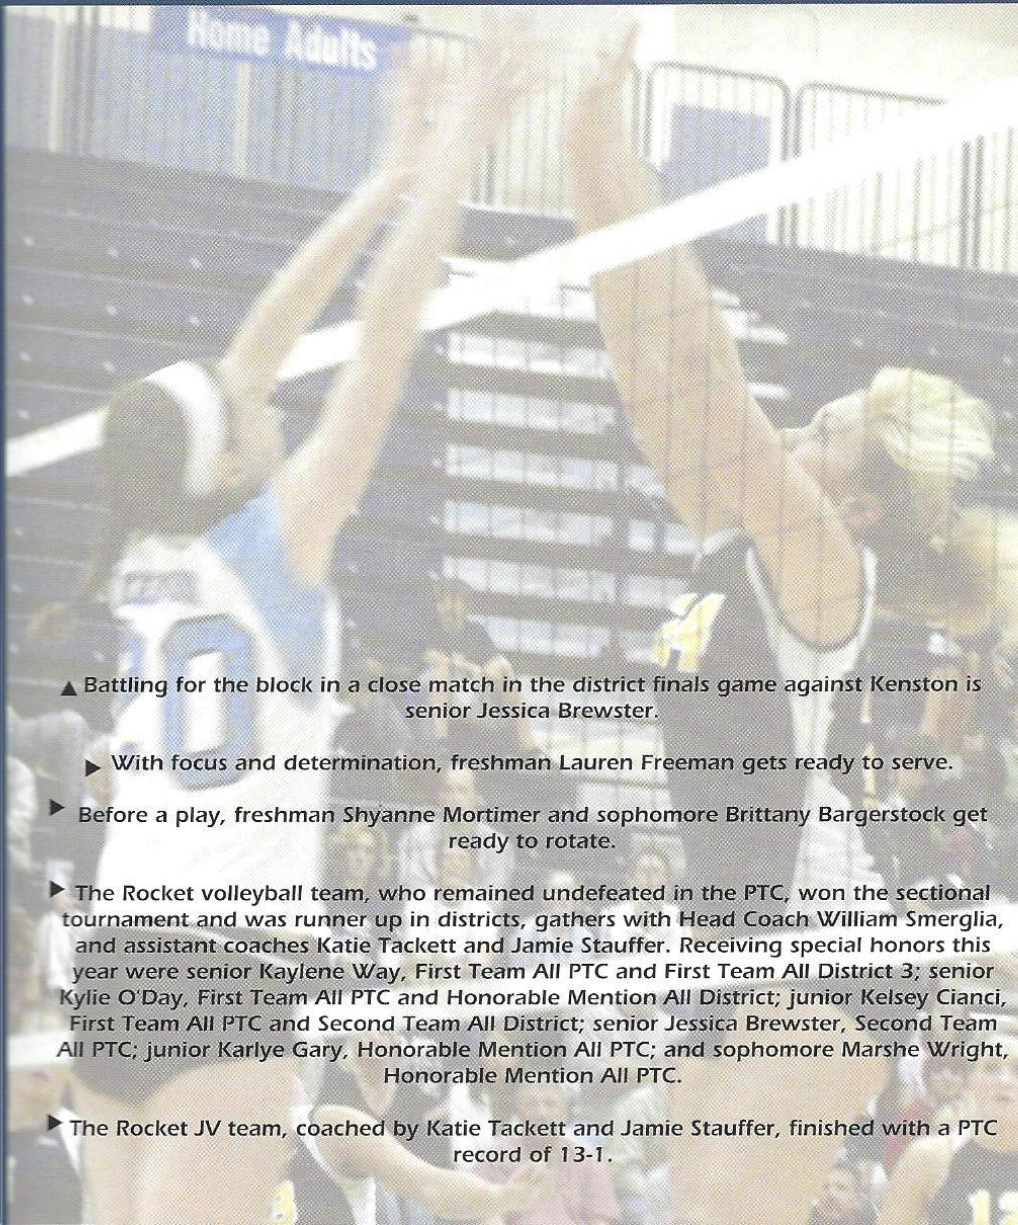 Home Adults
▲ Battling for the block in a close match in the district finals game against Kenston is
senior Jessica Brewster.
▶ With focus and determination, freshman Lauren Freeman gets ready to serve.
▶ Before a play, freshman Shyanne Mortimer and sophomore Brittany Bargerstock get
ready to rotate.
▶ The Rocket volleyball team, who remained undefeated in the PTC, won the sectional
tournament and was runner up in districts, gathers with Head Coach William Smerglia,
and assistant coaches Katie Tackett and Jamie Stauffer. Receiving special honors this
year were senior Kaylene Way, First Team All PTC and First Team All District 3; senior
Kylie O'Day, First Team All PTC and Honorable Mention All District; junior Kelsey Cianci,
First Team All PTC and Second Team All District; senior Jessica Brewster, Second Team
All PTC; junior Karlye Gary, Honorable Mention All PTC; and sophomore Marshe Wright,
Honorable Mention All PTC.
▶ The Rocket JV team, coached by Katie Tackett and Jamie Stauffer, finished with a PTC
record of 13-1.